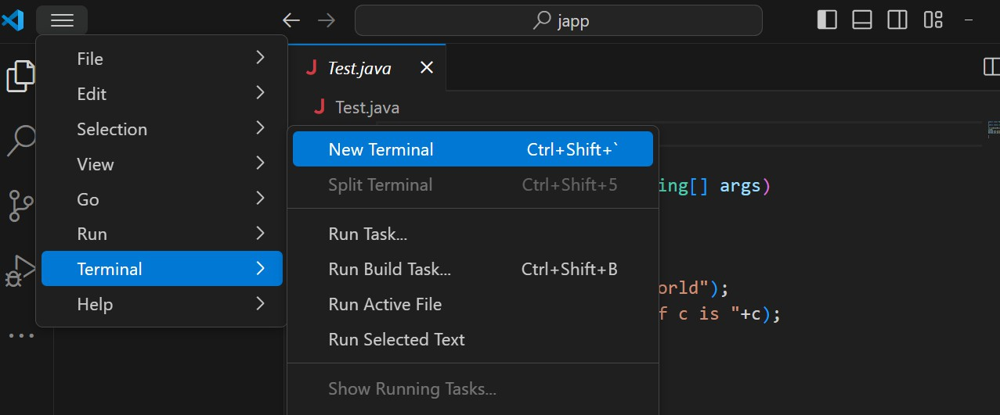 japp
File
Edit
Selection
View
Go
Run
Terminal
Help
Test.java
Test.java
New Terminal Ctrl+Shift+`
Split Terminal Ctrl+Shift+5
Run Task...
Run Build Task... Ctrl+Shift+B
Run Active File
Run Selected Text
Show Running Tasks...
ing[] args)
orld");
f c is "+c);